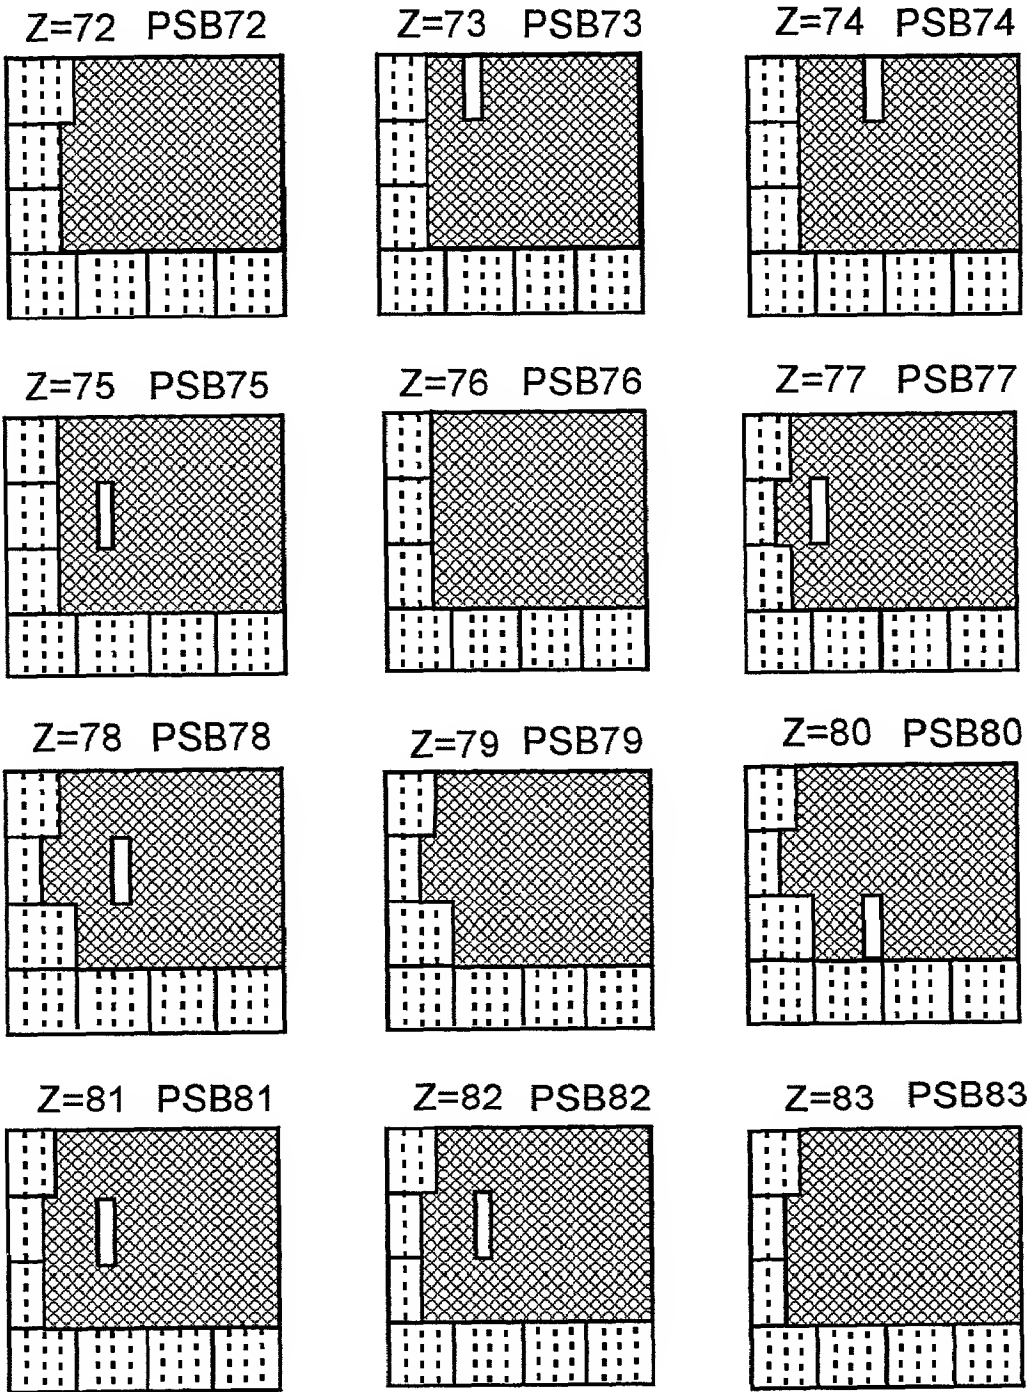 Z=72 PSB72
Z=73 PSB73
Z=74 PSB74
Z=75 PSB75
Z=76 PSB76
Z=77 PSB77
Z=78 PSB78
Z=79 PSB79
Z=80 PSB80
Z=81 PSB81
Z=82 PSB82
Z=83 PSB83